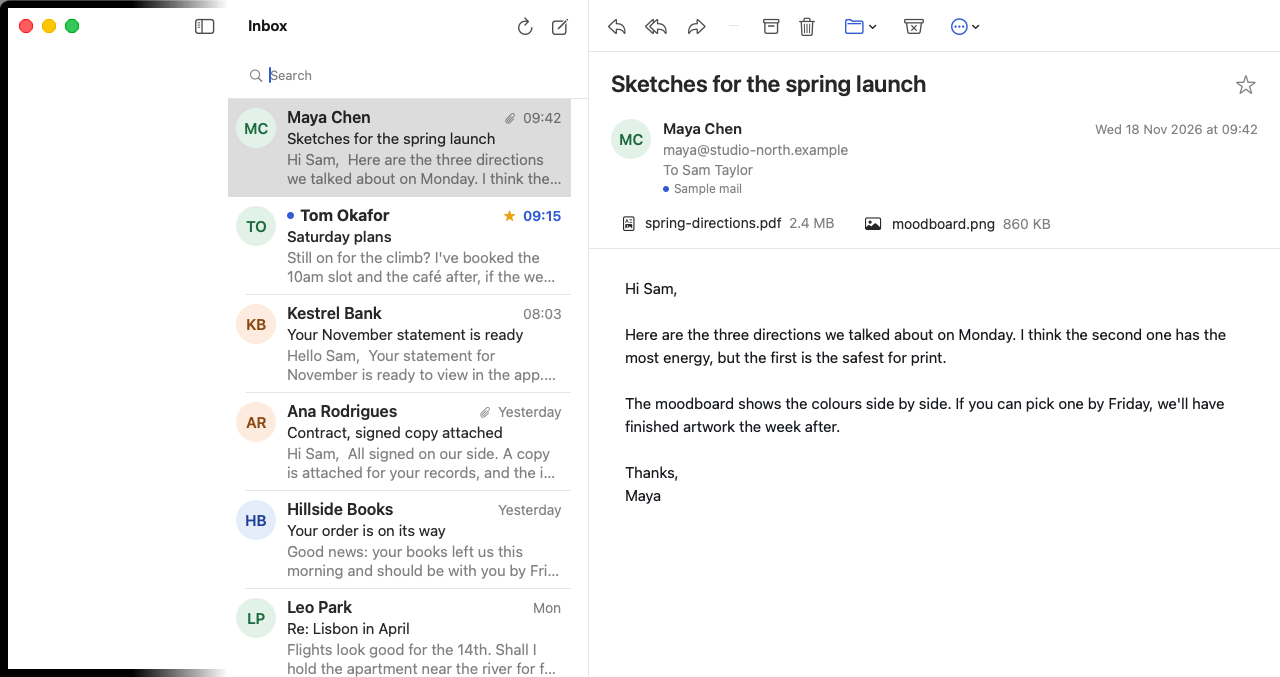 Inbox
Search
MC
Maya Chen
09:42
Sketches for the spring launch
Hi Sam,  Here are the three directions
we talked about on Monday. I think the...
TO
Tom Okafor
09:15
Saturday plans
Still on for the climb? I've booked the
10am slot and the café after, if the we...
KB
Kestrel Bank
08:03
Your November statement is ready
Hello Sam,  Your statement for
November is ready to view in the app....
AR
Ana Rodrigues
Yesterday
Contract, signed copy attached
Hi Sam,  All signed on our side. A copy
is attached for your records, and the i...
HB
Hillside Books
Yesterday
Your order is on its way
Good news: your books left us this
morning and should be with you by Fri...
LP
Leo Park
Mon
Re: Lisbon in April
Flights look good for the 14th. Shall I
hold the apartment near the river for f...
Sketches for the spring launch
MC
Maya Chen
Wed 18 Nov 2026 at 09:42
maya@studio-north.example
To Sam Taylor
Sample mail
spring-directions.pdf 2.4 MB
moodboard.png 860 KB
Hi Sam,
Here are the three directions we talked about on Monday. I think the second one has the
most energy, but the first is the safest for print.
The moodboard shows the colours side by side. If you can pick one by Friday, we'll have
finished artwork the week after.
Thanks,
Maya